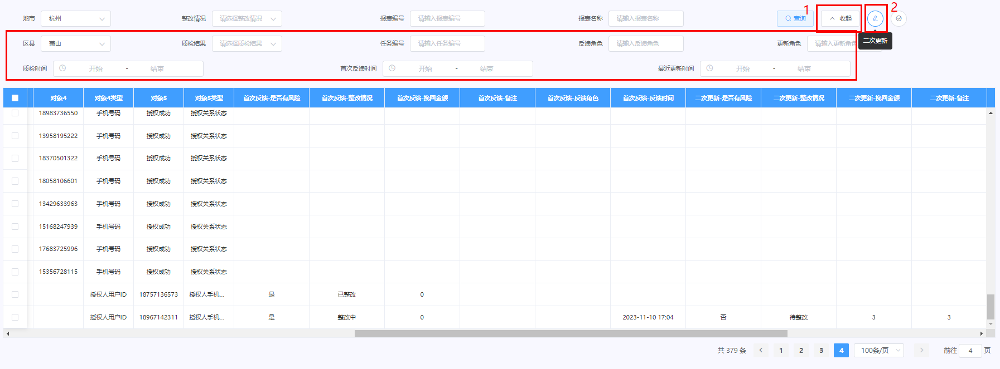 地市 杭州 整改情况 请选择整改情况 报表编号 请输入报表编号 报表名称 请输入报表名称 查询 1 收起 2
区县 萧山 质检结果 请选择质检结果 任务编号 请输入任务编号 反馈角色 请输入反馈角色 更新角色 请输入更新角色 二次更新
质检时间 开始 - 结束 首次反馈时间 开始 - 结束 最近更新时间 开始 - 结束
对象4 对象4类型 对象5 对象5类型 首次反馈-是否有风险 首次反馈-整改情况 首次反馈-挽回金额 首次反馈-备注 首次反馈-反馈角色 首次反馈-反馈时间 二次更新-是否有风险 二次更新-整改情况 二次更新-挽回金额 二次更新-备注
18983736550 手机号码 授权成功 授权关系状态
13958195222 手机号码 授权成功 授权关系状态
18370501322 手机号码 授权成功 授权关系状态
18058106601 手机号码 授权成功 授权关系状态
13429633963 手机号码 授权成功 授权关系状态
15168247939 手机号码 授权成功 授权关系状态
17683725996 手机号码 授权成功 授权关系状态
15356728115 手机号码 授权成功 授权关系状态
授权人用户ID 18757136573 授权人手机... 是 已整改 0
授权人用户ID 18967142311 授权人手机... 是 整改中 0 2023-11-10 17:04 否 待整改 3 3
共 379 条 1 2 3 4 100条/页 前往 4 页